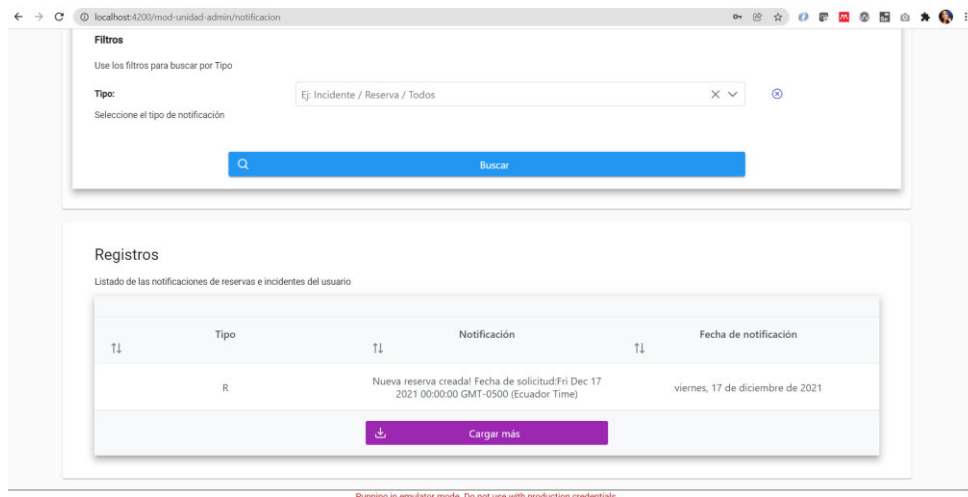 localhost:4200/mod-unidad-admin/notificacion
Filtros
Use los filtros para buscar por Tipo
Tipo:
Ej: Incidente / Reserva / Todos
Seleccione el tipo de notificación
Buscar
Registros
Listado de las notificaciones de reservas e incidentes del usuario
Tipo
Notificación
Fecha de notificación
R
Nueva reserva creada! Fecha de solicitud:Fri Dec 17
2021 00:00:00 GMT-0500 (Ecuador Time)
viernes, 17 de diciembre de 2021
Cargar más
Running in emulator mode. Do not use with production credentials.